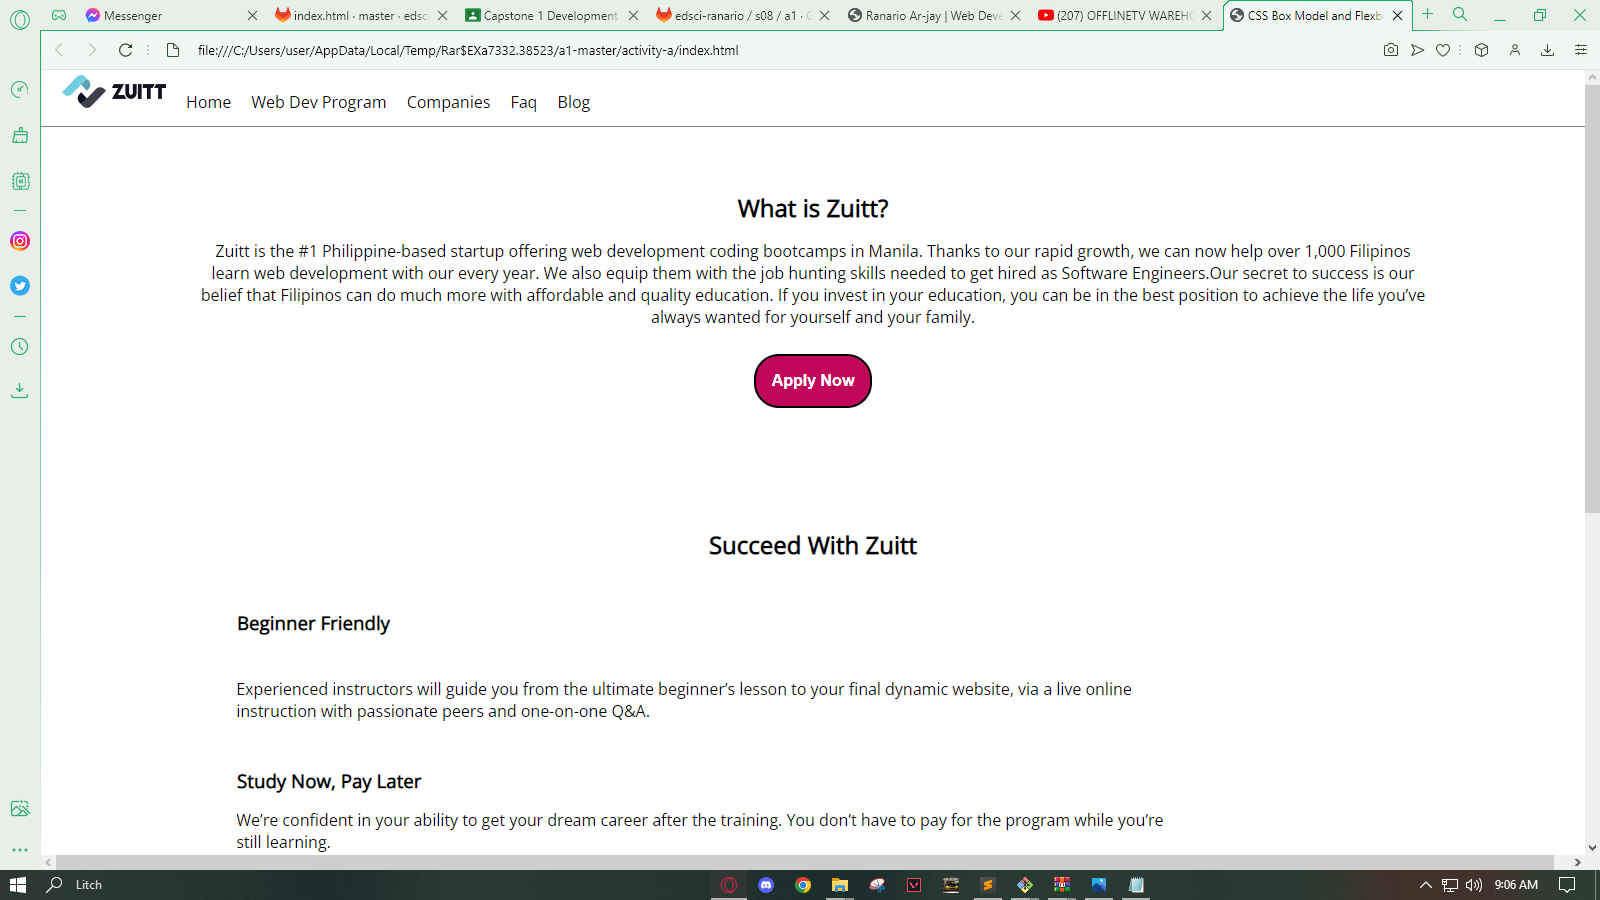 Messenger
index.html · master · edsc
Capstone 1 Development
edsci-ranario / s08 / a1 ·
Ranario Ar-jay | Web Deve
(207) OFFLINETV WAREH
CSS Box Model and Flexb
file:///C:/Users/user/AppData/Local/Temp/Rar$EXa7332.38523/a1-master/activity-a/index.html
ZUITT
Home Web Dev Program Companies Faq Blog
What is Zuitt?
Zuitt is the #1 Philippine-based startup offering web development coding bootcamps in Manila. Thanks to our rapid growth, we can now help over 1,000 Filipinos
learn web development with our every year. We also equip them with the job hunting skills needed to get hired as Software Engineers.Our secret to success is our
belief that Filipinos can do much more with affordable and quality education. If you invest in your education, you can be in the best position to achieve the life you’ve
always wanted for yourself and your family.
Apply Now
Succeed With Zuitt
Beginner Friendly
Experienced instructors will guide you from the ultimate beginner’s lesson to your final dynamic website, via a live online
instruction with passionate peers and one-on-one Q&A.
Study Now, Pay Later
We’re confident in your ability to get your dream career after the training. You don’t have to pay for the program while you’re
still learning.
Litch
9:06 AM